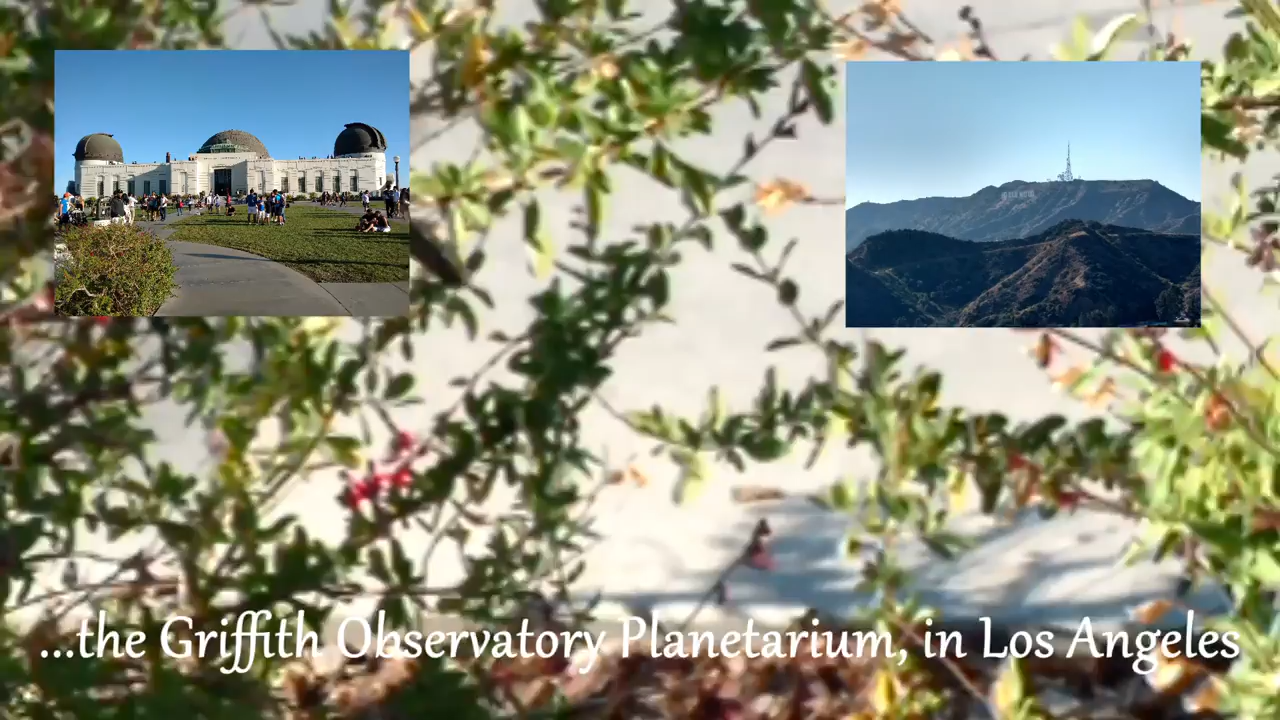 ...the Griffith Observatory Planetarium, in Los Angeles